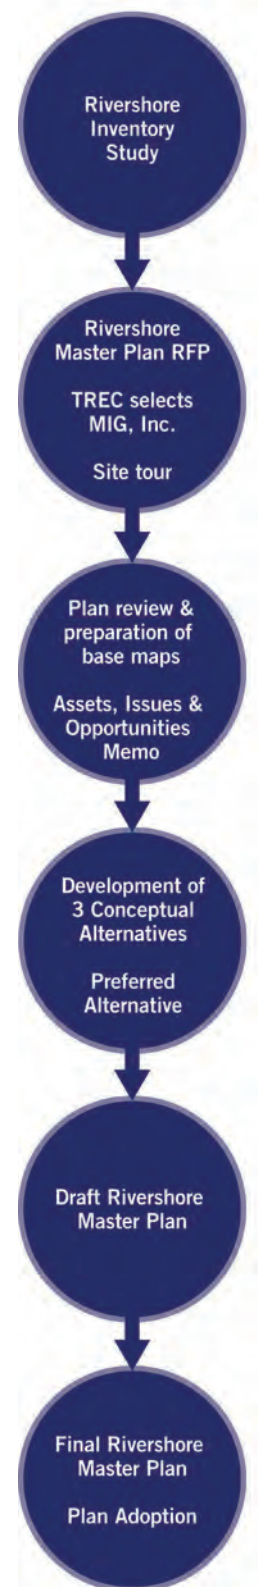 Rivershore
Inventory
Study
Rivershore
Master Plan RFP
TREC selects
MIG, Inc.
Site tour
Plan review &
preparation of
base maps
Assets, Issues &
Opportunities
Memo
Development of
3 Conceptual
Alternatives
Preferred
Alternative
Draft Rivershore
Master Plan
Final Rivershore
Master Plan
Plan Adoption